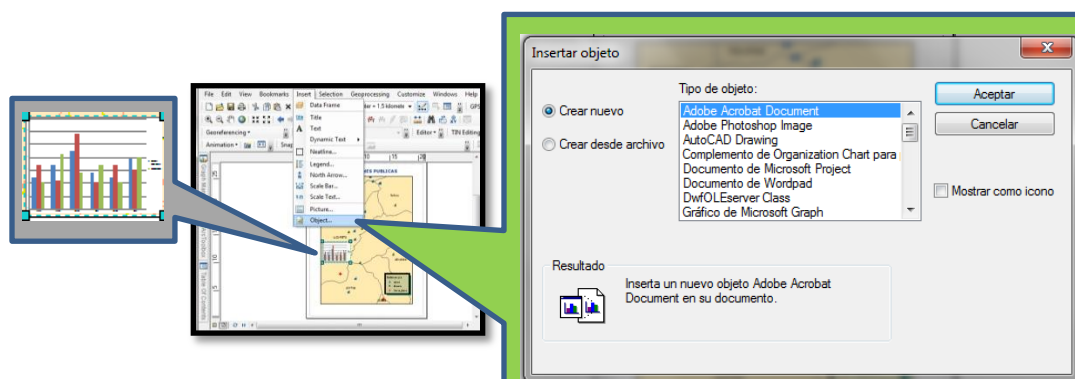 Insertar objeto
Crear nuevo
Crear desde archivo
Tipo de objeto:
Adobe Acrobat Document
Adobe Photoshop Image
AutoCAD Drawing
Complemento de Organization Chart para
Documento de Microsoft Project
Documento de Wordpad
DwfOLEserver Class
Gráfico de Microsoft Graph
Aceptar
Cancelar
Mostrar como icono
Resultado
Inserta un nuevo objeto Adobe Acrobat
Document en su documento.
File Edit View Bookmarks Insert Selection Geoprocessing Customize Windows Help
Data Frame
Title
Text
Dynamic Text
Neatline...
Legend...
North Arrow...
Scale Bar...
Scale Text...
Picture...
Object...
Georeferencing
Editor
TIN Editing
Animation
Table Of Contents